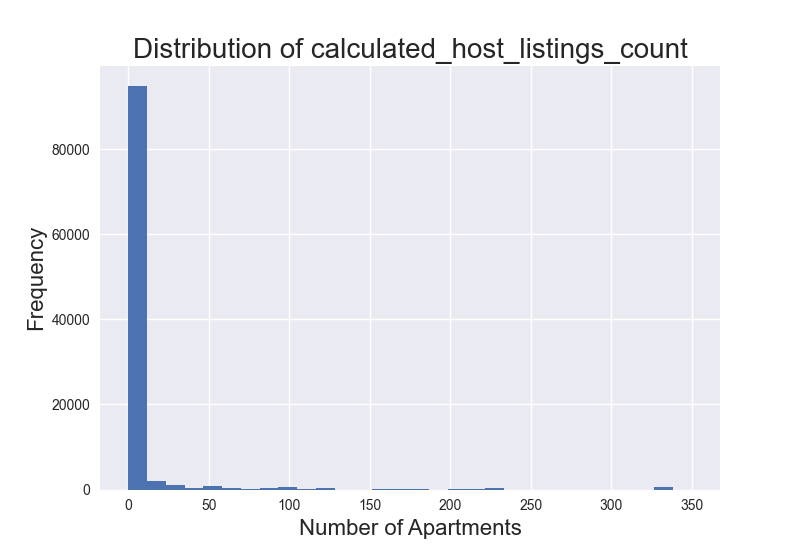 Distribution of calculated_host_listings_count
Frequency
80000
60000
40000
20000
0
0 50 100 150 200 250 300 350
Number of Apartments